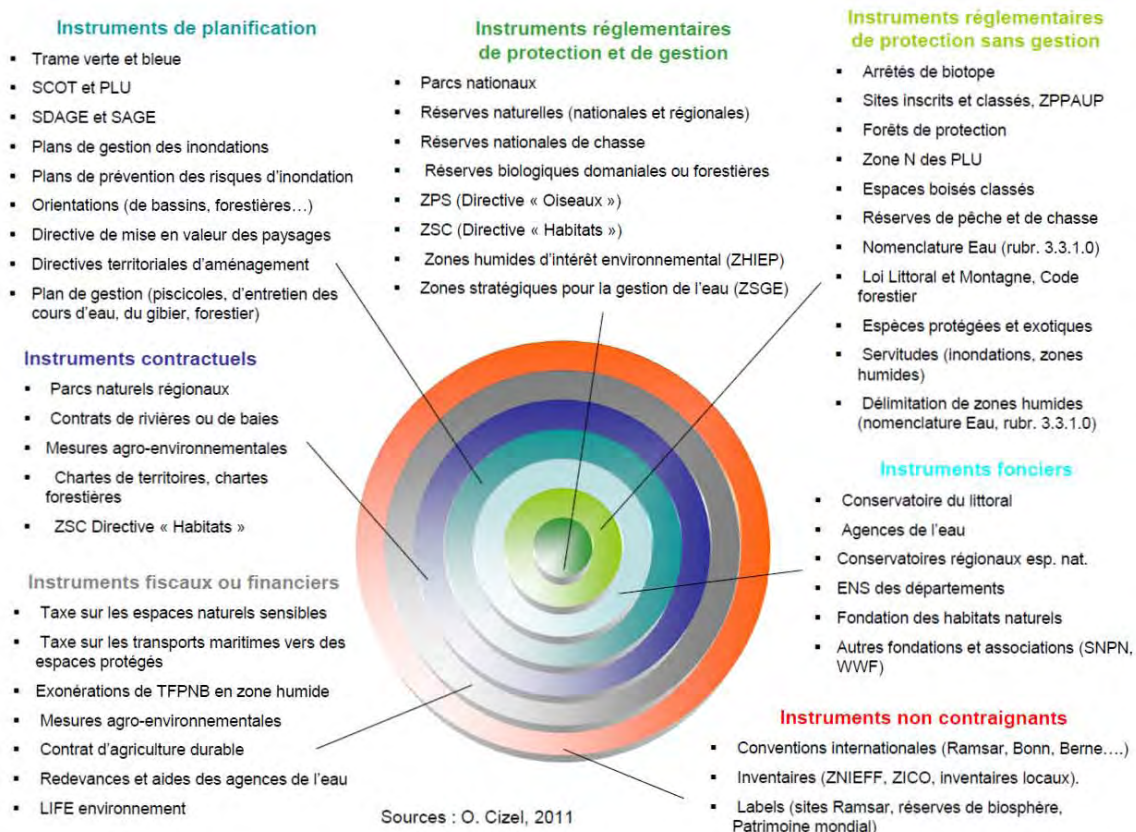 Instruments de planification
▪ Trame verte et bleue
▪ SCOT et PLU
▪ SDAGE et SAGE
▪ Plans de gestion des inondations
▪ Plans de prévention des risques d'inondation
▪ Orientations (de bassins, forestières…)
▪ Directive de mise en valeur des paysages
▪ Directives territoriales d'aménagement
▪ Plan de gestion (piscicoles, d'entretien des
cours d'eau, du gibier, forestier)
Instruments réglementaires
de protection et de gestion
▪ Parcs nationaux
▪ Réserves naturelles (nationales et régionales)
▪ Réserves nationales de chasse
▪ Réserves biologiques domaniales ou forestières
▪ ZPS (Directive « Oiseaux »)
▪ ZSC (Directive « Habitats »)
▪ Zones humides d'intérêt environnemental (ZHIEP)
▪ Zones stratégiques pour la gestion de l'eau (ZSGE)
Instruments réglementaires
de protection sans gestion
▪ Arrêtés de biotope
▪ Sites inscrits et classés, ZPPAUP
▪ Forêts de protection
▪ Zone N des PLU
▪ Espaces boisés classés
▪ Réserves de pêche et de chasse
▪ Nomenclature Eau (rubr. 3.3.1.0)
▪ Loi Littoral et Montagne, Code
forestier
▪ Espèces protégées et exotiques
▪ Servitudes (inondations, zones
humides)
▪ Délimitation de zones humides
(nomenclature Eau, rubr. 3.3.1.0)
Instruments contractuels
▪ Parcs naturels régionaux
▪ Contrats de rivières ou de baies
▪ Mesures agro-environnementales
▪ Chartes de territoires, chartes
forestières
▪ ZSC Directive « Habitats »
Instruments fonciers
▪ Conservatoire du littoral
▪ Agences de l'eau
▪ Conservatoires régionaux esp. nat.
▪ ENS des départements
▪ Fondation des habitats naturels
▪ Autres fondations et associations (SNPN,
WWF)
Instruments fiscaux ou financiers
▪ Taxe sur les espaces naturels sensibles
▪ Taxe sur les transports maritimes vers des
espaces protégés
▪ Exonérations de TFPNB en zone humide
▪ Mesures agro-environnementales
▪ Contrat d'agriculture durable
▪ Redevances et aides des agences de l'eau
▪ LIFE environnement
Instruments non contraignants
▪ Conventions internationales (Ramsar, Bonn, Berne….)
▪ Inventaires (ZNIEFF, ZICO, inventaires locaux).
▪ Labels (sites Ramsar, réserves de biosphère,
Patrimoine mondial)
Sources : O. Cizel, 2011